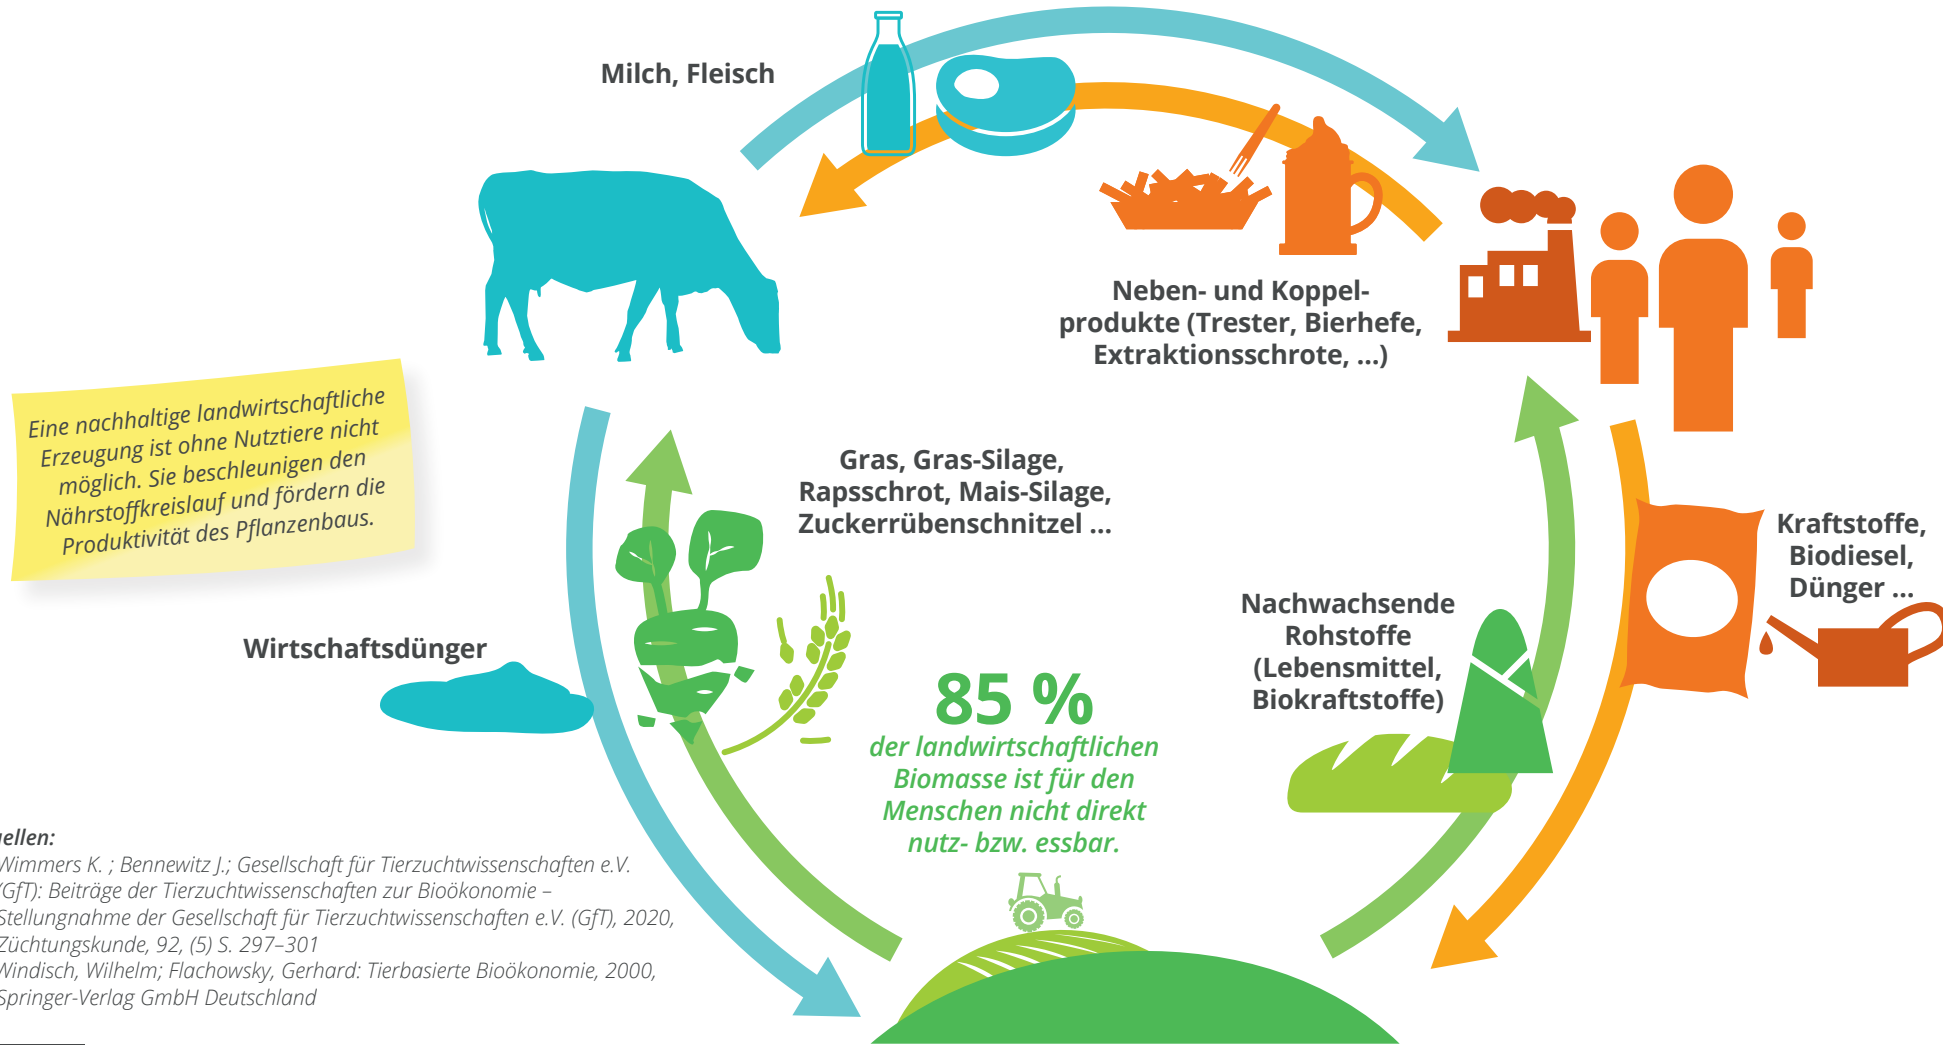 Milch, Fleisch
Neben- und Koppel-
produkte (Trester, Bierhefe,
Extraktionsschrote, ...)
Eine nachhaltige landwirtschaftliche
Erzeugung ist ohne Nutztiere nicht
möglich. Sie beschleunigen den
Nährstoffkreislauf und fördern die
Produktivität des Pflanzenbaus.
Gras, Gras-Silage,
Rapsschrot, Mais-Silage,
Zuckerrübenschnitzel ...
Kraftstoffe,
Biodiesel,
Dünger ...
Nachwachsende
Rohstoffe
(Lebensmittel,
Biokraftstoffe)
Wirtschaftsdünger
85 %
der landwirtschaftlichen
Biomasse ist für den
Menschen nicht direkt
nutz- bzw. essbar.
ellen:
Wimmers K. ; Bennewitz J.; Gesellschaft für Tierzuchtwissenschaften e.V.
(GfT): Beiträge der Tierzuchtwissenschaften zur Bioökonomie –
Stellungnahme der Gesellschaft für Tierzuchtwissenschaften e.V. (GfT), 2020,
Züchtungskunde, 92, (5) S. 297–301
Windisch, Wilhelm; Flachowsky, Gerhard: Tierbasierte Bioökonomie, 2000,
Springer-Verlag GmbH Deutschland